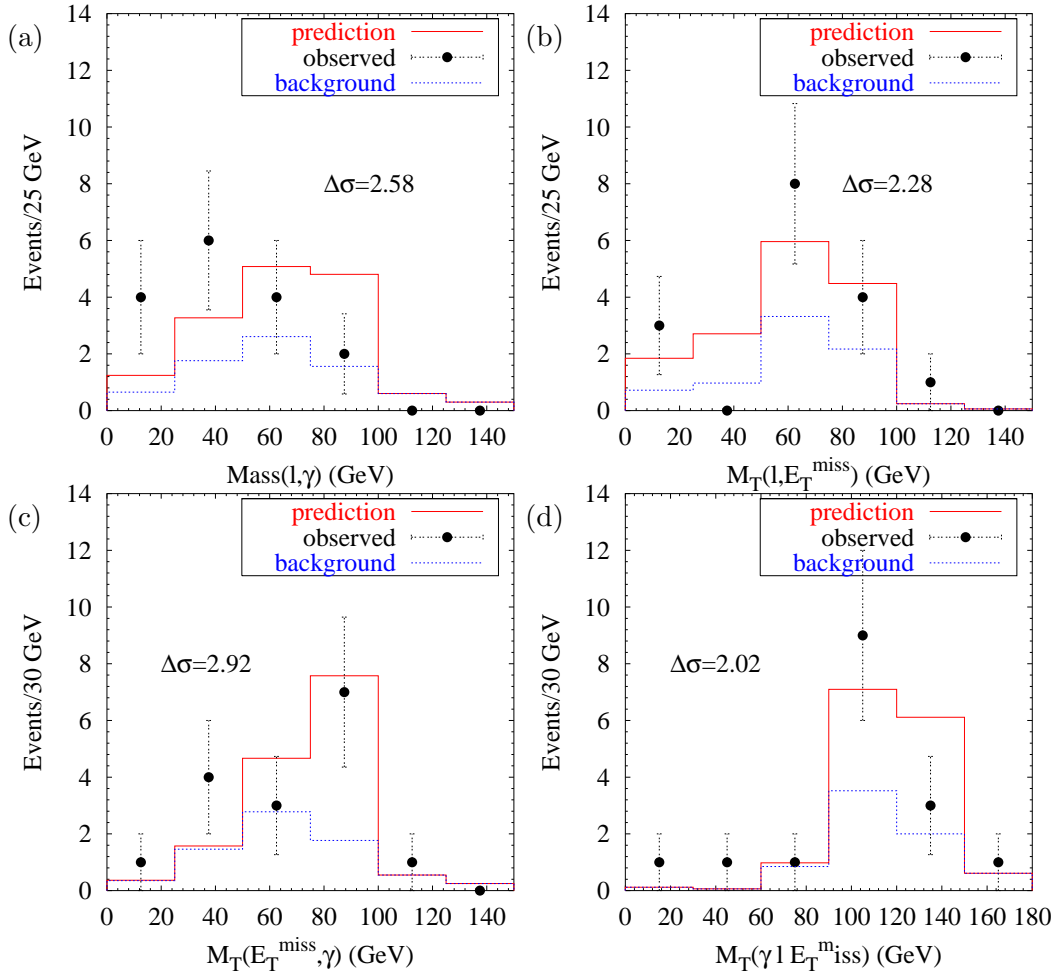 (a)
14
12
10
8
6
4
2
0
Events/25 GeV
prediction
observed
background
Δσ=2.58
0 20 40 60 80 100 120 140
Mass(l,γ) (GeV)
(b)
14
12
10
8
6
4
2
0
Events/25 GeV
prediction
observed
background
Δσ=2.28
0 20 40 60 80 100 120 140
M_T(l,E_T^miss) (GeV)
(c)
14
12
10
8
6
4
2
0
Events/30 GeV
prediction
observed
background
Δσ=2.92
0 20 40 60 80 100 120 140
M_T(E_T^miss,γ) (GeV)
(d)
14
12
10
8
6
4
2
0
Events/30 GeV
prediction
observed
background
Δσ=2.02
0 20 40 60 80 100 120 140 160 180
M_T(γ l E_T^miss) (GeV)